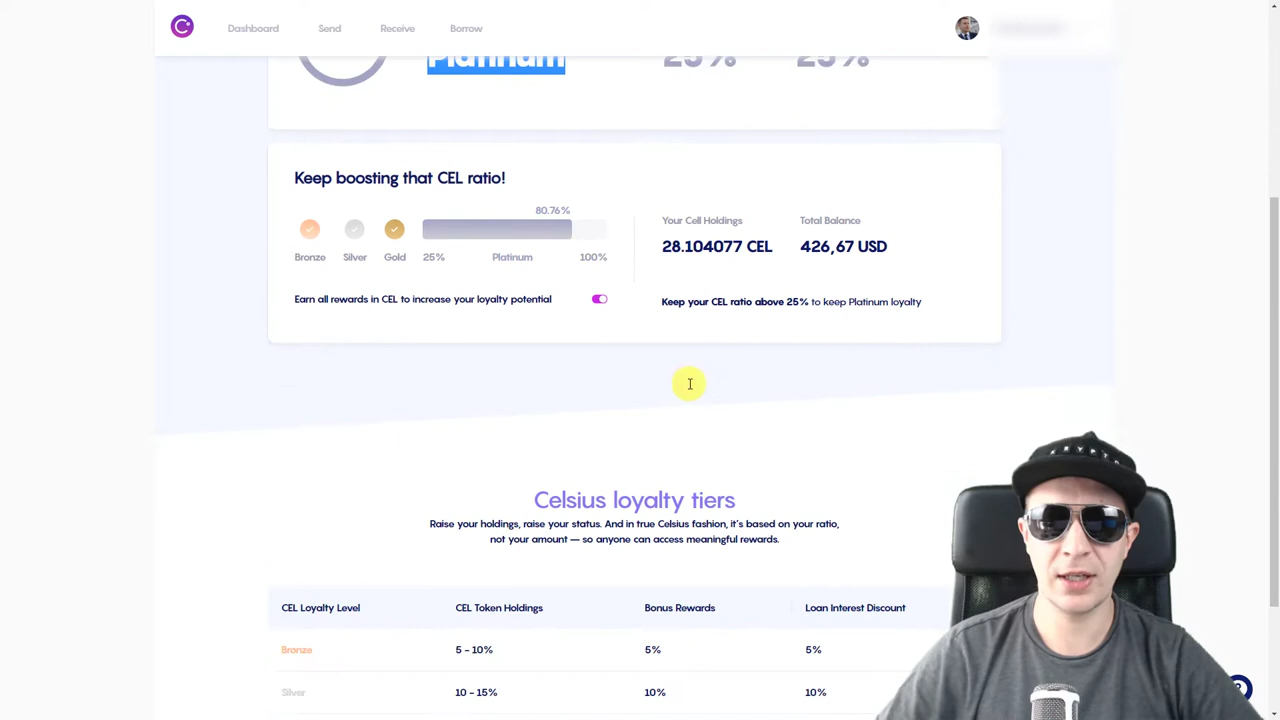 Dashboard Send Receive Borrow
Platinum 25% 25%
Keep boosting that CEL ratio!
80.76%
Bronze Silver Gold 25% Platinum 100%
Earn all rewards in CEL to increase your loyalty potential
Your Cell Holdings Total Balance
28.104077 CEL 426,67 USD
Keep your CEL ratio above 25% to keep Platinum loyalty
Celsius loyalty tiers
Raise your holdings, raise your status. And in true Celsius fashion, it's based on your ratio,
not your amount — so anyone can access meaningful rewards.
CEL Loyalty Level CEL Token Holdings Bonus Rewards Loan Interest Discount
Bronze 5 - 10% 5% 5%
Silver 10 - 15% 10% 10%